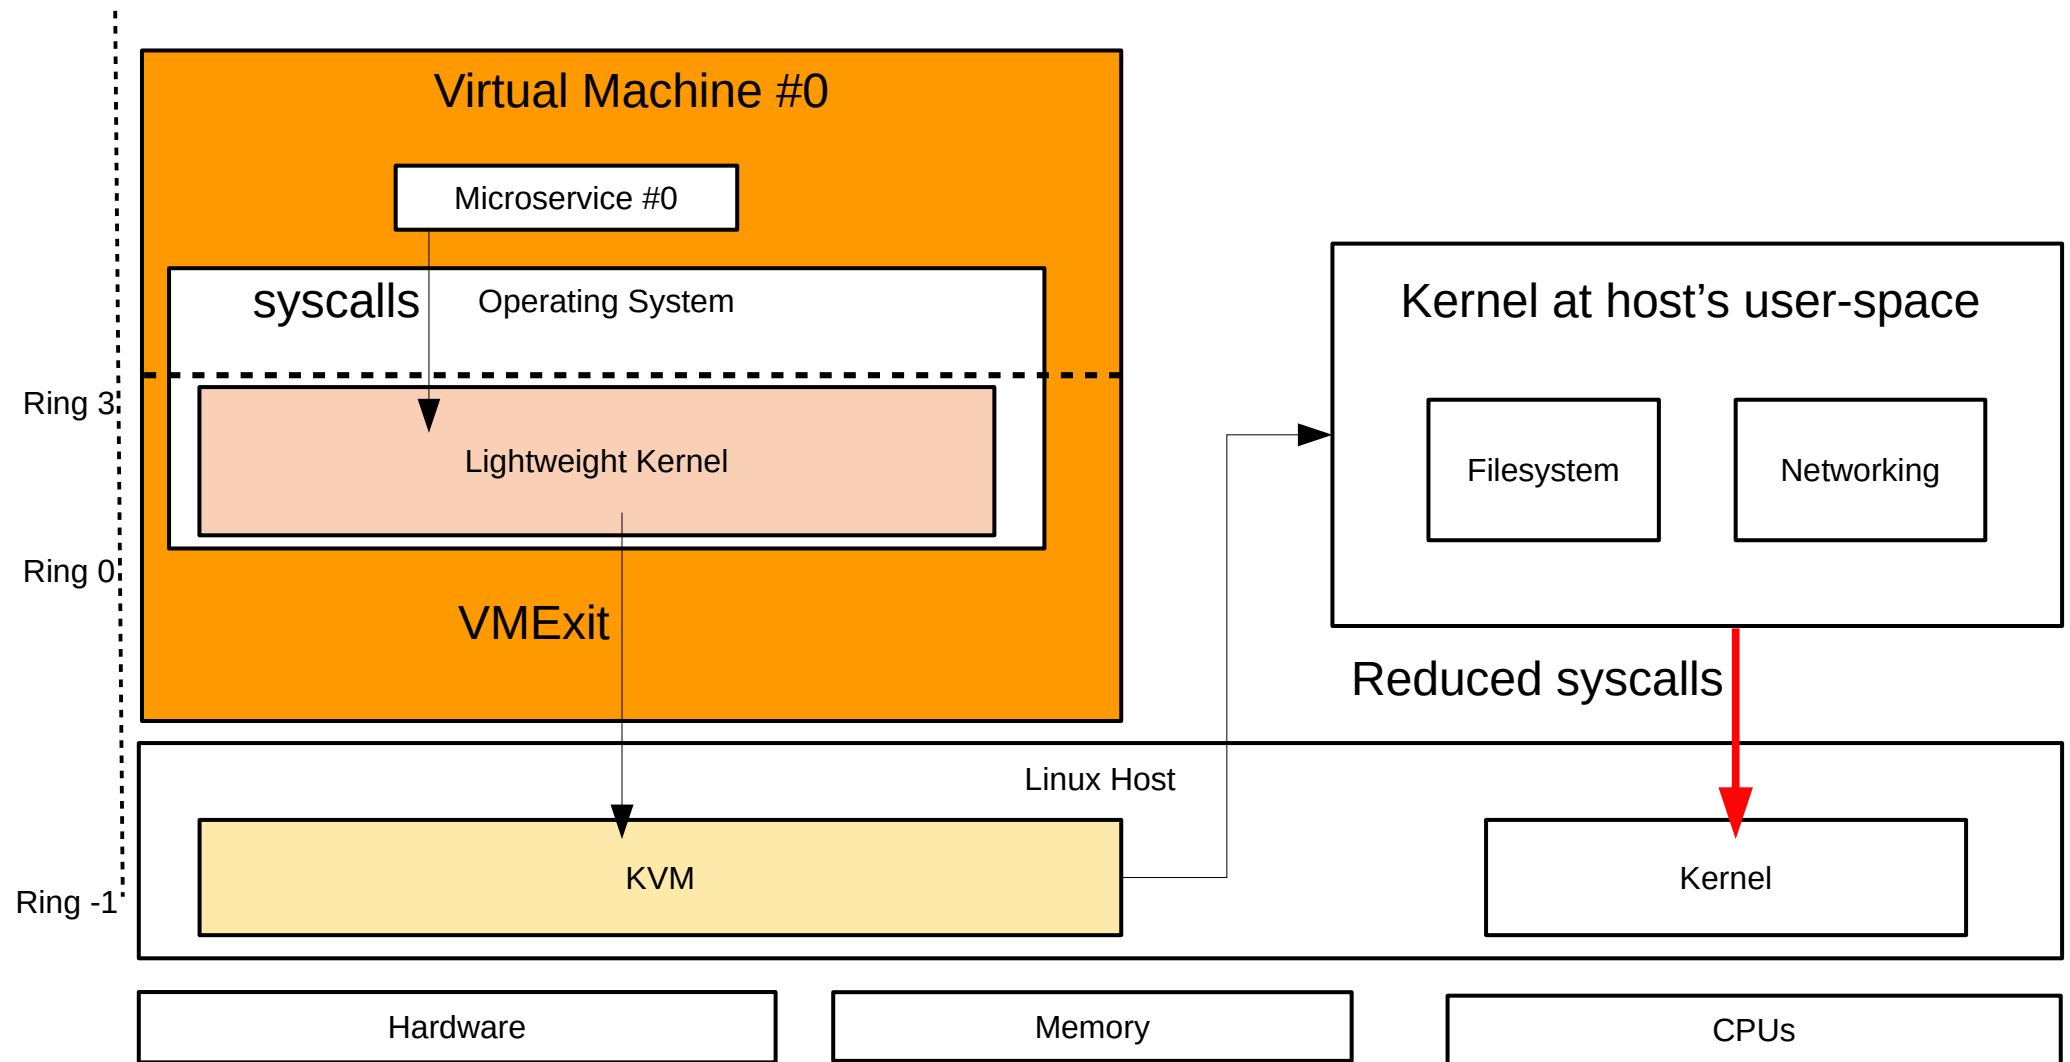 Virtual Machine #0
Microservice #0
syscalls
Operating System
Kernel at host’s user-space
Ring 3
Lightweight Kernel
Filesystem
Networking
Ring 0
VMExit
Reduced syscalls
Linux Host
KVM
Kernel
Ring -1
Hardware
Memory
CPUs